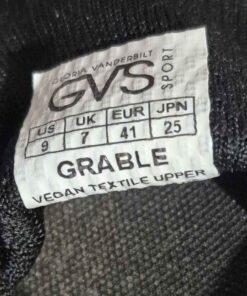 GLORIA VANDERBILT
GVS SPORT
US UK EUR JPN
9 7 41 25
GRABLE
VEGAN TEXTILE UPPER